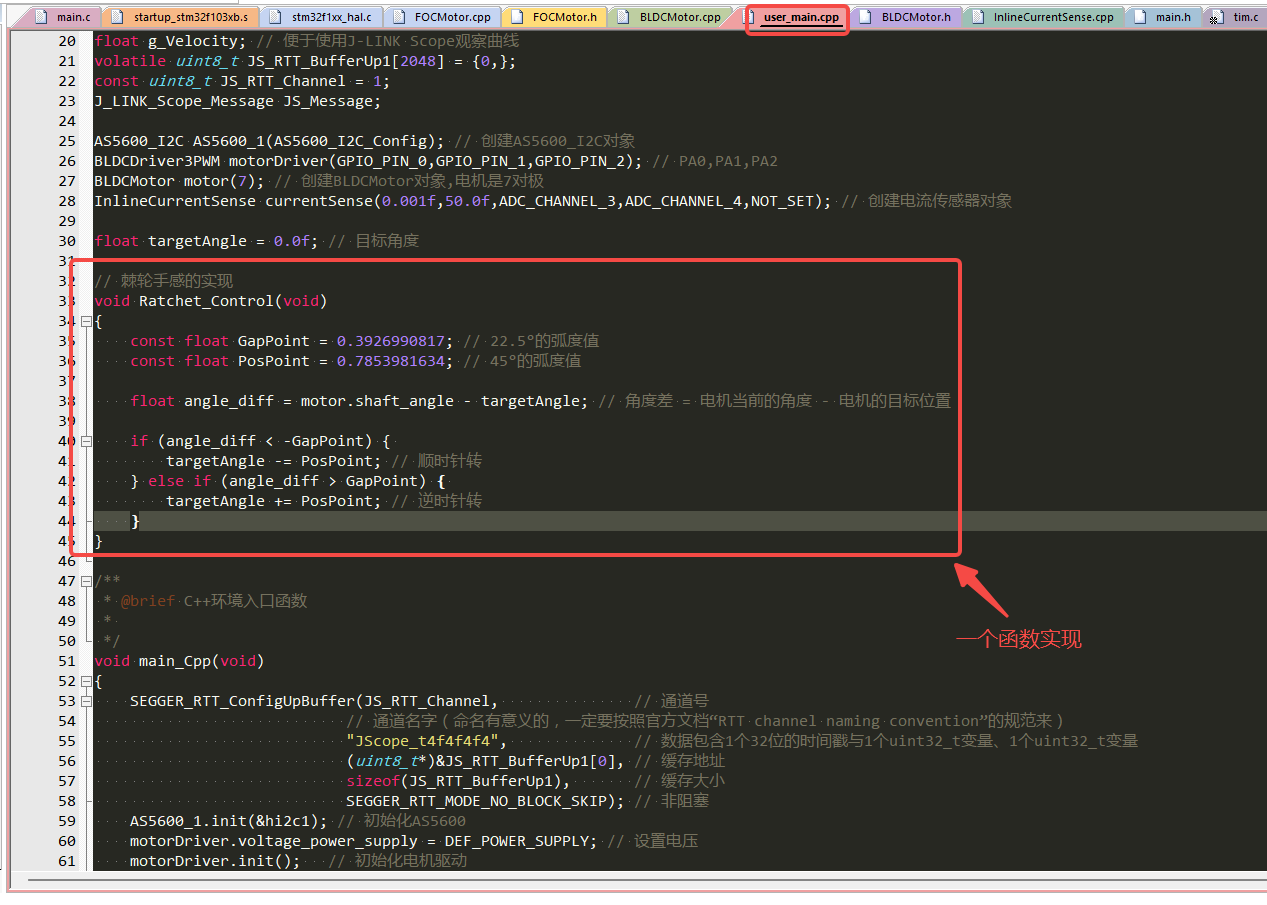 main.c startup_stm32f103xb.s stm32f1xx_hal.c FOCMotor.cpp FOCMotor.h BLDCMotor.cpp user_main.cpp BLDCMotor.h InlineCurrentSense.cpp main.h tim.c
20 float g_Velocity; // 便于使用J-LINK Scope观察曲线
21 volatile uint8_t JS_RTT_BufferUp1[2048] = {0,};
22 const uint8_t JS_RTT_Channel = 1;
23 J_LINK_Scope_Message JS_Message;
24
25 AS5600_I2C AS5600_1(AS5600_I2C_Config); // 创建AS5600_I2C对象
26 BLDCDriver3PWM motorDriver(GPIO_PIN_0,GPIO_PIN_1,GPIO_PIN_2); // PA0,PA1,PA2
27 BLDCMotor motor(7); // 创建BLDCMotor对象,电机是7对极
28 InlineCurrentSense currentSense(0.001f,50.0f,ADC_CHANNEL_3,ADC_CHANNEL_4,NOT_SET); // 创建电流传感器对象
29
30 float targetAngle = 0.0f; // 目标角度
31
32 // 棘轮手感的实现
33 void Ratchet_Control(void)
34 {
35 const float GapPoint = 0.3926990817; // 22.5°的弧度值
36 const float PosPoint = 0.7853981634; // 45°的弧度值
37
38 float angle_diff = motor.shaft_angle - targetAngle; // 角度差 = 电机当前的角度 - 电机的目标位置
39
40 if (angle_diff < -GapPoint) {
41 targetAngle -= PosPoint; // 顺时针转
42 } else if (angle_diff > GapPoint) {
43 targetAngle += PosPoint; // 逆时针转
44 }
45 }
46
47 /**
48 * @brief C++环境入口函数
49 *
50 */
一个函数实现
51 void main_Cpp(void)
52 {
53 SEGGER_RTT_ConfigUpBuffer(JS_RTT_Channel, // 通道号
54 // 通道名字（命名有意义的，一定要按照官方文档“RTT channel naming convention”的规范来）
55 "JScope_t4f4f4f4", // 数据包含1个32位的时间戳与1个uint32_t变量、1个uint32_t变量
56 (uint8_t*)&JS_RTT_BufferUp1[0], // 缓存地址
57 sizeof(JS_RTT_BufferUp1), // 缓存大小
58 SEGGER_RTT_MODE_NO_BLOCK_SKIP); // 非阻塞
59 AS5600_1.init(&hi2c1); // 初始化AS5600
60 motorDriver.voltage_power_supply = DEF_POWER_SUPPLY; // 设置电压
61 motorDriver.init(); // 初始化电机驱动